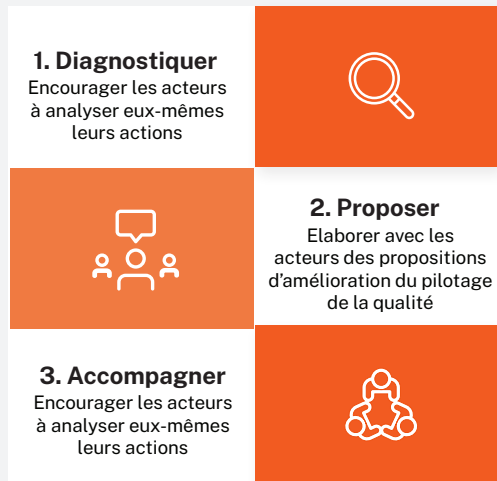 1. Diagnostiquer
Encourager les acteurs
à analyser eux-mêmes
leurs actions
2. Proposer
Elaborer avec les
acteurs des propositions
d’amélioration du pilotage
de la qualité
3. Accompagner
Encourager les acteurs
à analyser eux-mêmes
leurs actions